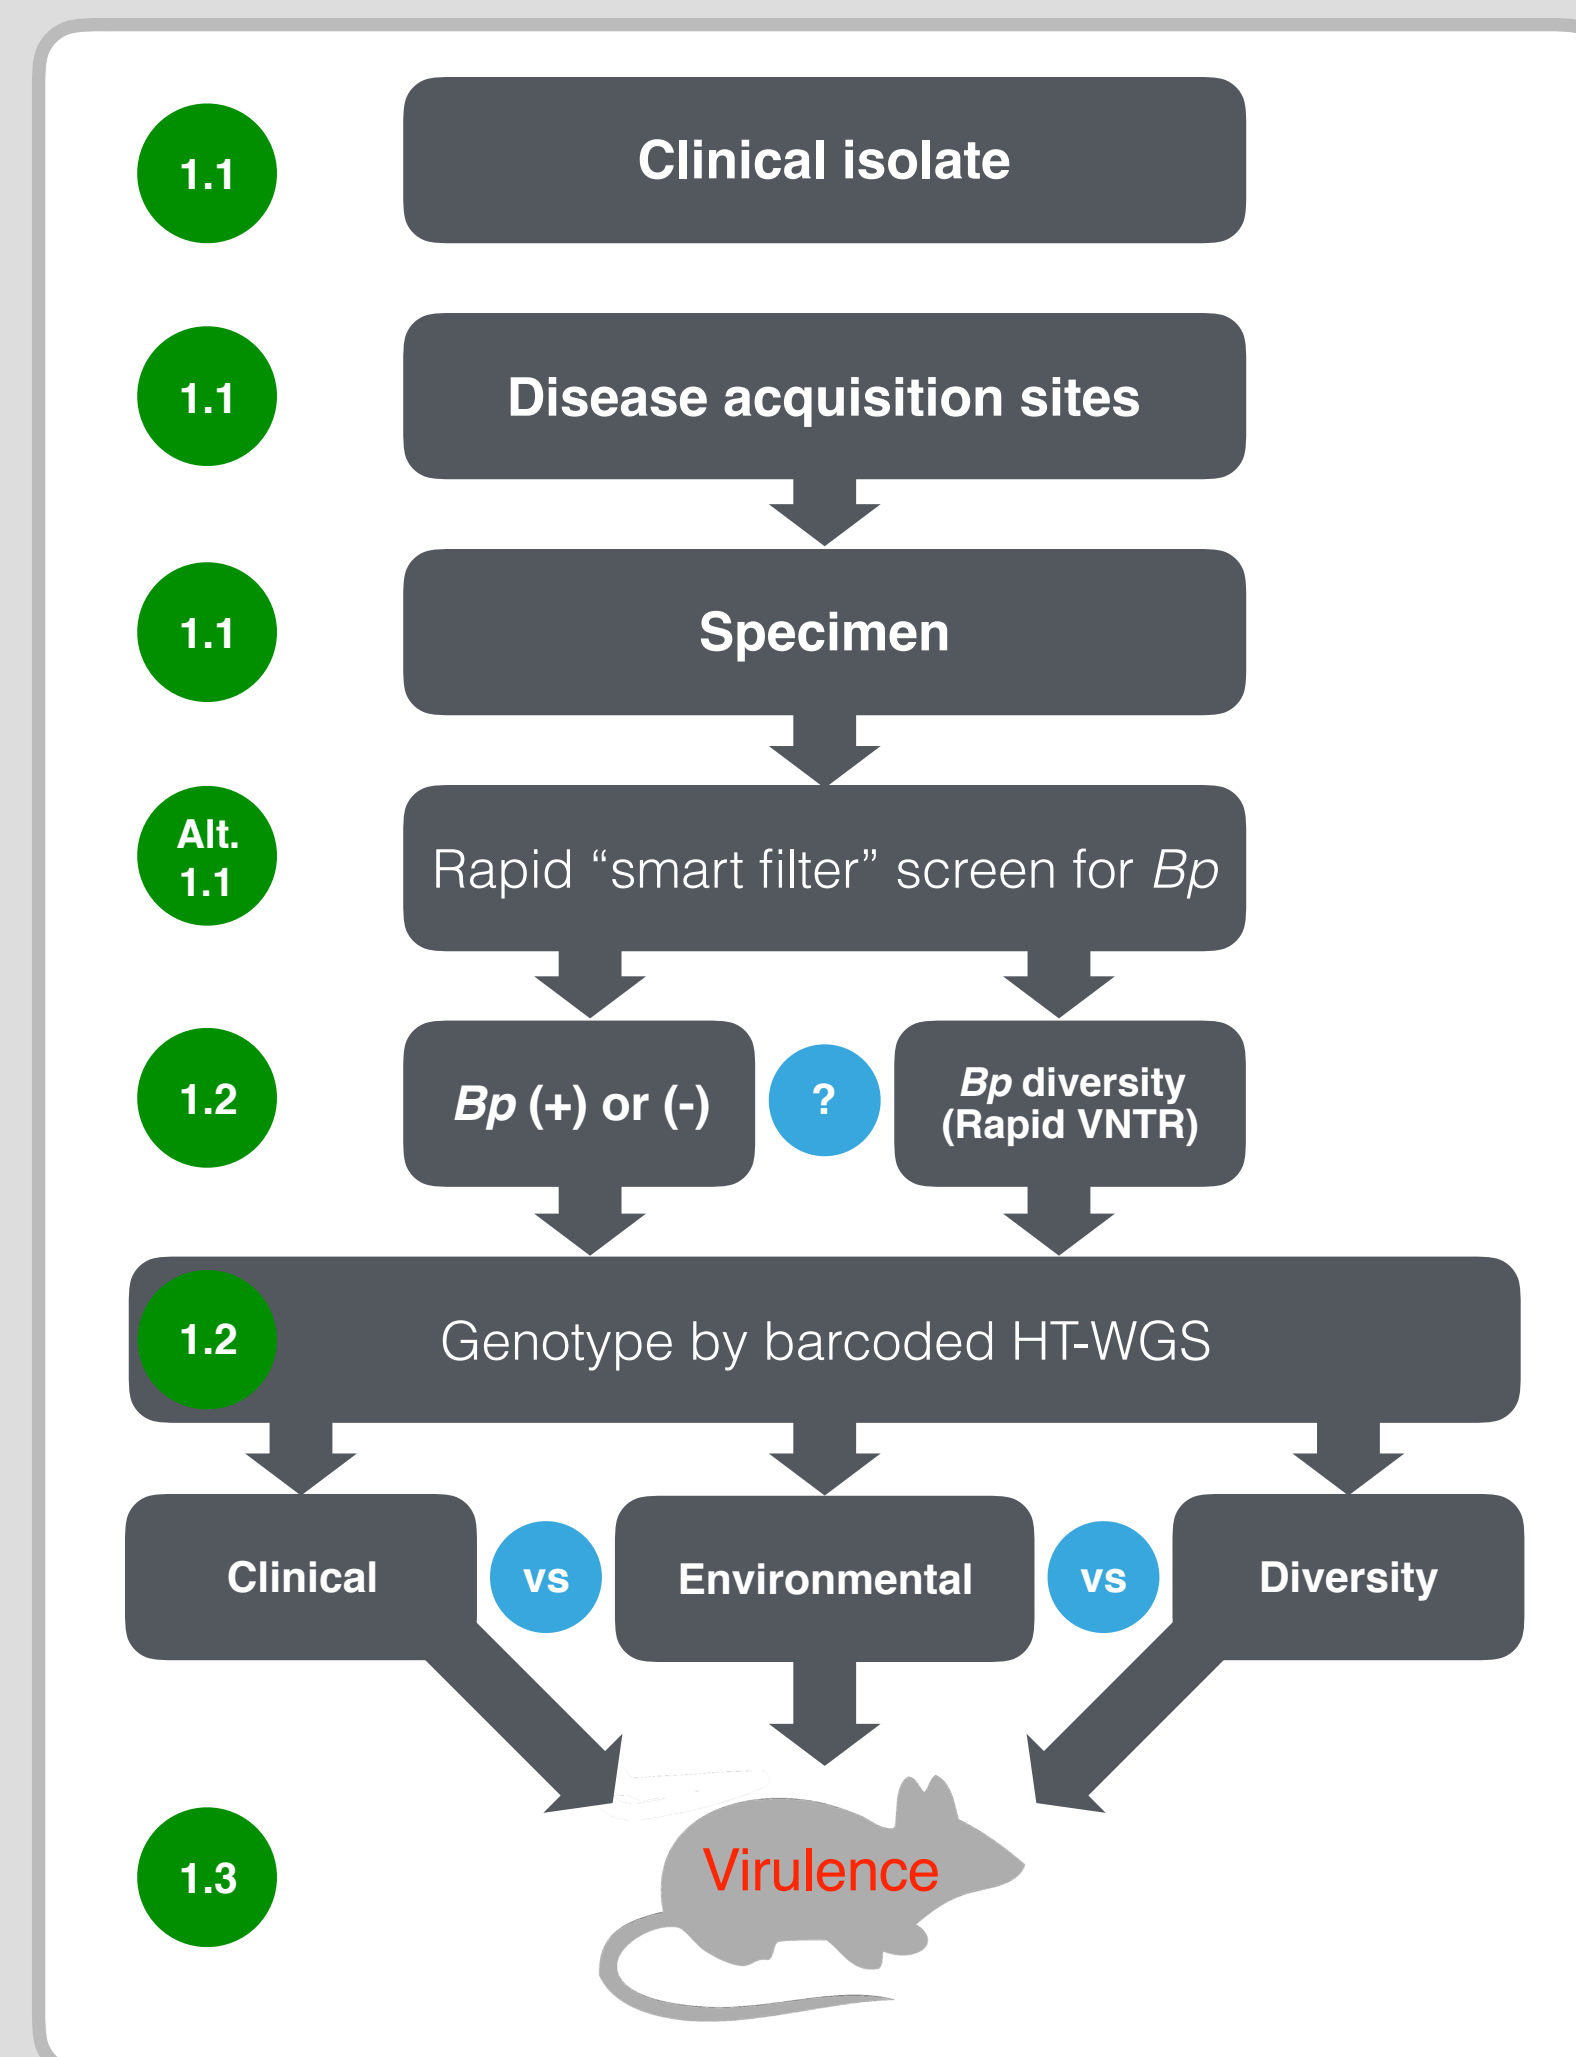 1.1
Clinical isolate
1.1
Disease acquisition sites
1.1
Specimen
Alt.
1.1
Rapid “smart filter” screen for Bp
1.2
Bp (+) or (-)
?
Bp diversity
(Rapid VNTR)
1.2
Genotype by barcoded HT-WGS
Clinical
vs
Environmental
vs
Diversity
1.3
Virulence